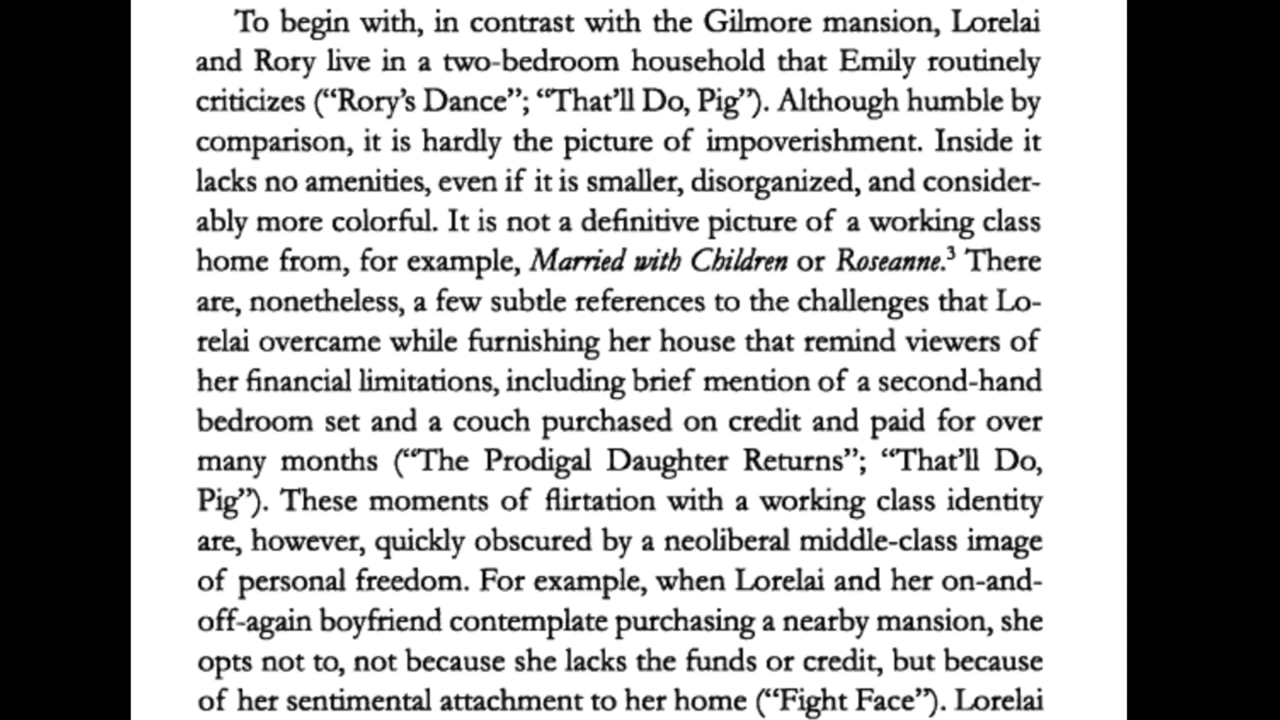 To begin with, in contrast with the Gilmore mansion, Lorelai
and Rory live in a two-bedroom household that Emily routinely
criticizes (“Rory’s Dance”; “That’ll Do, Pig”). Although humble by
comparison, it is hardly the picture of impoverishment. Inside it
lacks no amenities, even if it is smaller, disorganized, and consider-
ably more colorful. It is not a definitive picture of a working class
home from, for example, Married with Children or Roseanne.³ There
are, nonetheless, a few subtle references to the challenges that Lo-
relai overcame while furnishing her house that remind viewers of
her financial limitations, including brief mention of a second-hand
bedroom set and a couch purchased on credit and paid for over
many months (“The Prodigal Daughter Returns”; “That’ll Do,
Pig”). These moments of flirtation with a working class identity
are, however, quickly obscured by a neoliberal middle-class image
of personal freedom. For example, when Lorelai and her on-and-
off-again boyfriend contemplate purchasing a nearby mansion, she
opts not to, not because she lacks the funds or credit, but because
of her sentimental attachment to her home (“Fight Face”). Lorelai